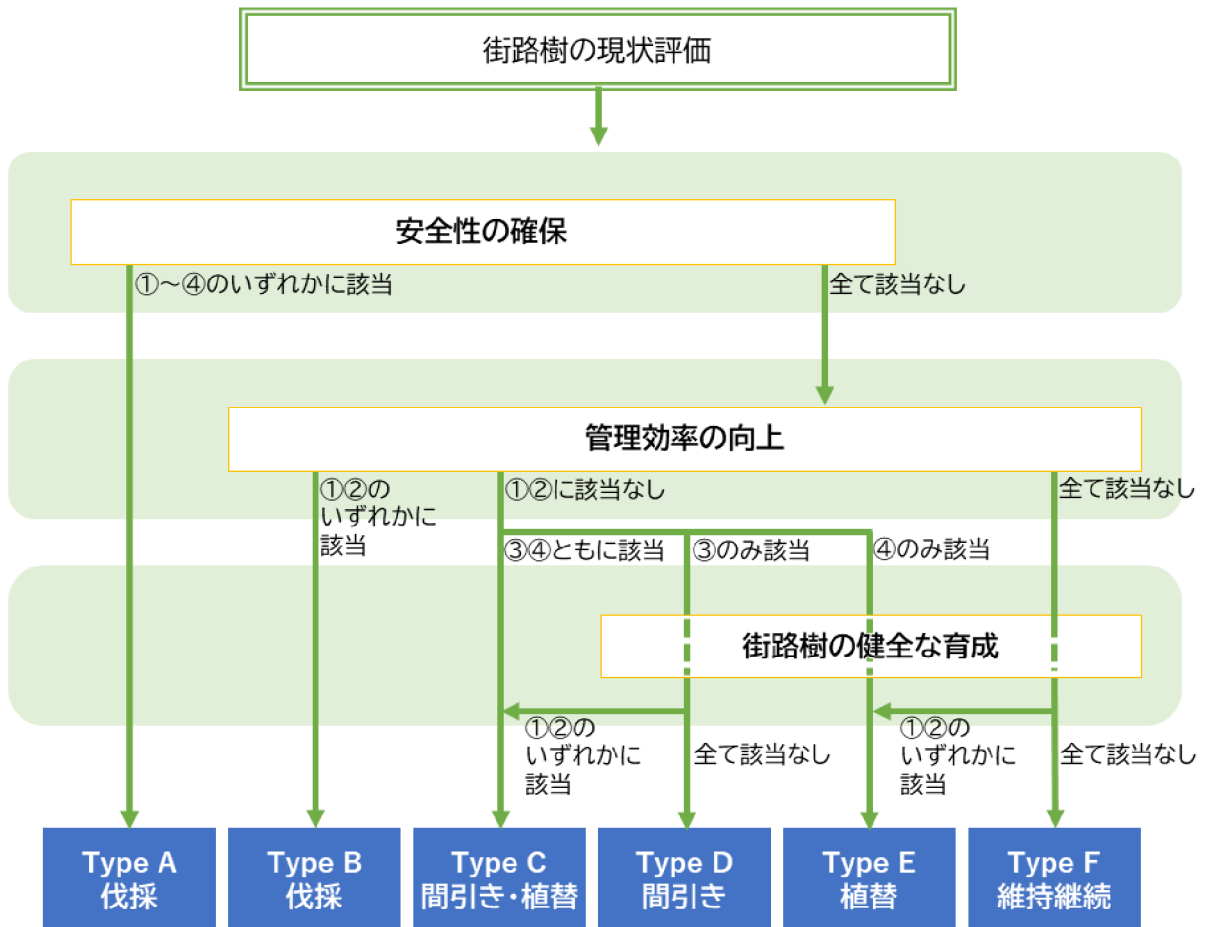 街路樹の現状評価
安全性の確保
①～④のいずれかに該当
全て該当なし
管理効率の向上
①②の
いずれかに
該当
①②に該当なし
全て該当なし
③④ともに該当
③のみ該当
④のみ該当
街路樹の健全な育成
①②の
いずれかに
該当
全て該当なし
①②の
いずれかに
該当
全て該当なし
Type A
伐採
Type B
伐採
Type C
間引き・植替
Type D
間引き
Type E
植替
Type F
維持継続